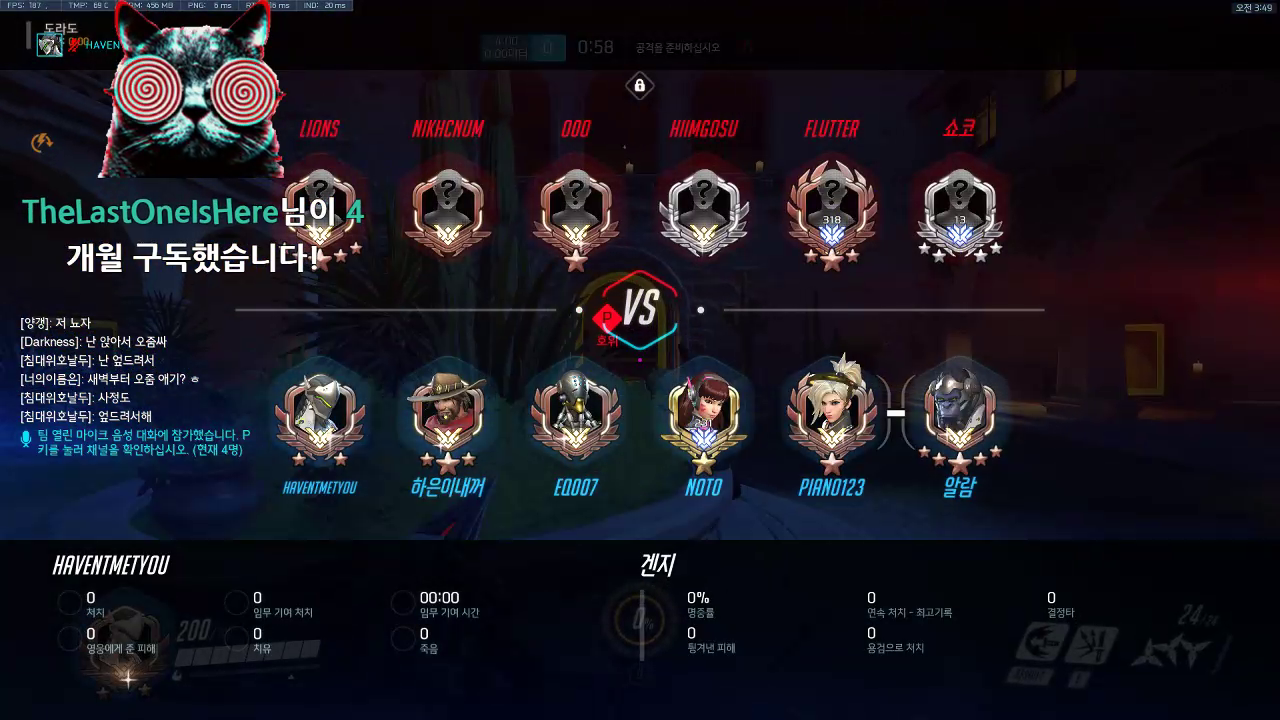 FPS: 187
TMP: 69 C
PNG: 6 ms
IND: 20 ms
오전 3:49
도라도
0:58
공격을 준비하십시오
LIONS
NIKHCNUM
OOO
HIIMGOSU
FLUTTER
쇼코
318
13
TheLastOneIsHere님이 4
개월 구독했습니다!
VS
P
호위
[양갱]: 저 뇨자
[Darkness]: 난 앉아서 오줌싸
[침대위호날두]: 난 엎드려서
[너의이름은]: 새벽부터 오줌 얘기? ㅎ
[침대위호날두]: 사정도
[침대위호날두]: 엎드려서해
팀 열린 마이크 음성 대화에 참가했습니다. P
키를 눌러 채널을 확인하십시오. (현재 4명)
HAVENTMETYOU
하은이내꺼
EQ007
NOTO
PIANO123
알람
HAVENTMETYOU
겐지
0
처치
0
임무 기여 처치
00:00
임무 기여 시간
0%
명중률
0
연속 처치 - 최고기록
0
결정타
0
영웅에게 준 피해
0
치유
0
죽음
0
튕겨낸 피해
0
용검으로 처치
200